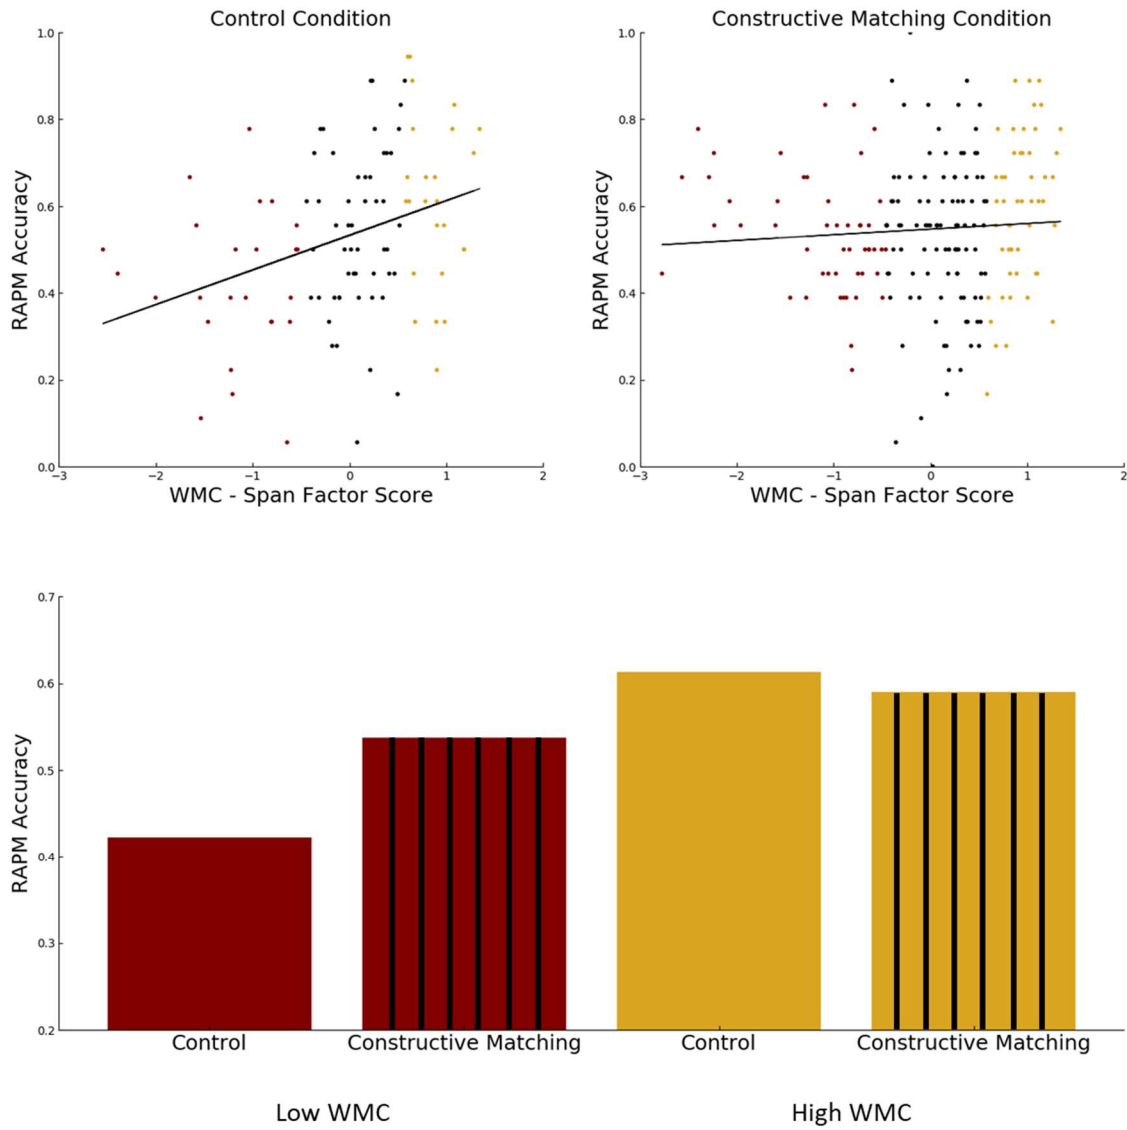 Control Condition
RAPM Accuracy
1.0
0.8
0.6
0.4
0.2
0.0
−3
−2
−1
0
1
2
WMC - Span Factor Score
Constructive Matching Condition
RAPM Accuracy
1.0
0.8
0.6
0.4
0.2
0.0
−3
−2
−1
0
1
2
WMC - Span Factor Score
RAPM Accuracy
0.7
0.6
0.5
0.4
0.3
0.2
Control
Constructive Matching
Control
Constructive Matching
Low WMC
High WMC